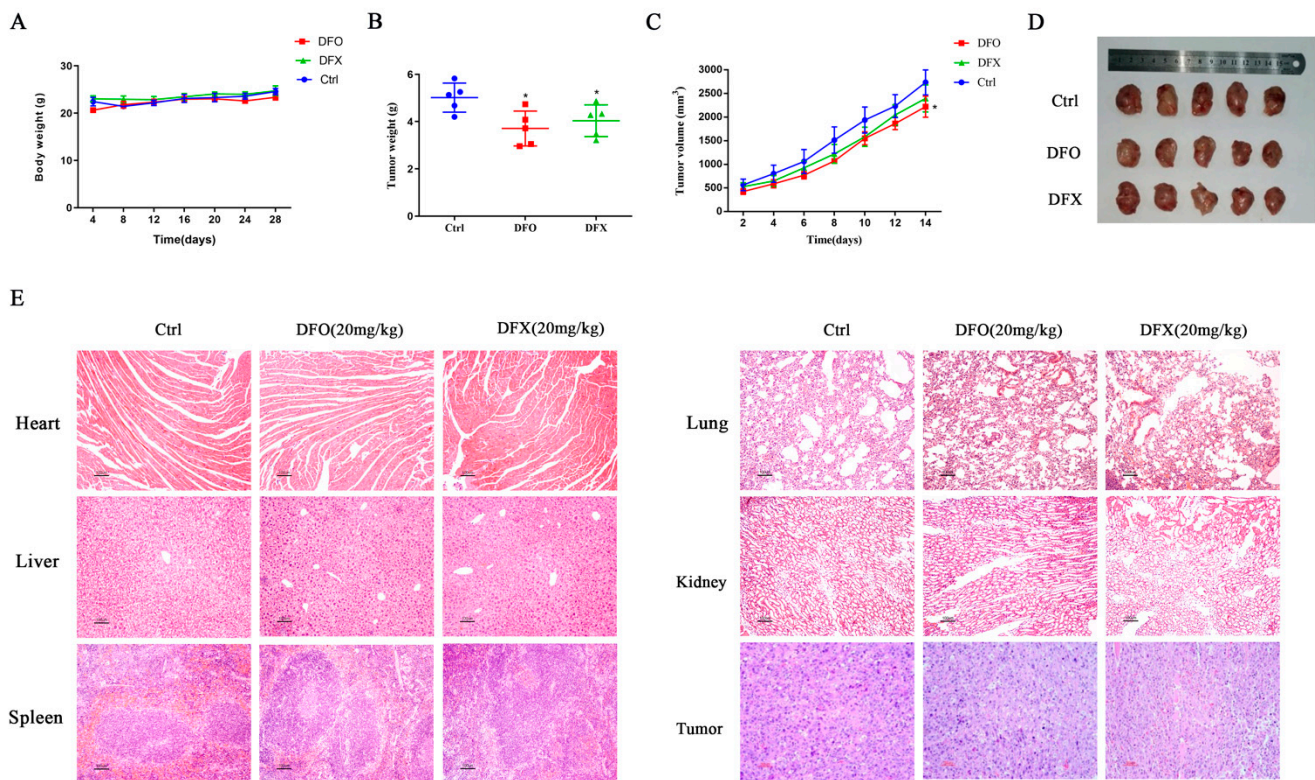 A
DFO
DFX
Ctrl
Body weight (g)
30
20
10
0
4 8 12 16 20 24 28
Time(days)
B
Tumor weight (g)
6
4
2
0
* *
Ctrl DFO DFX
C
DFO
DFX
Ctrl
Tumor volume (mm³)
3000
2500
2000
1500
1000
500
0
*
2 4 6 8 10 12 14
Time(days)
D
Ctrl
DFO
DFX
E
Ctrl DFO(20mg/kg) DFX(20mg/kg)
Heart
Liver
Spleen
Ctrl DFO(20mg/kg) DFX(20mg/kg)
Lung
Kidney
Tumor